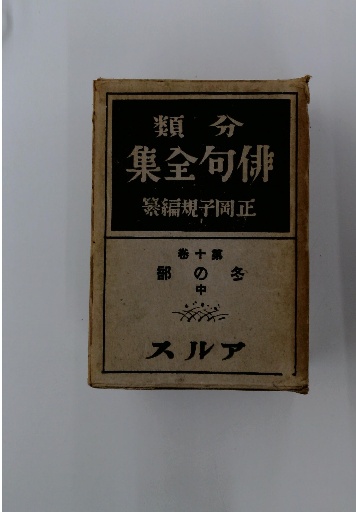 分類
俳句全集
正岡子規編纂
第十卷
冬の部
中
アルス